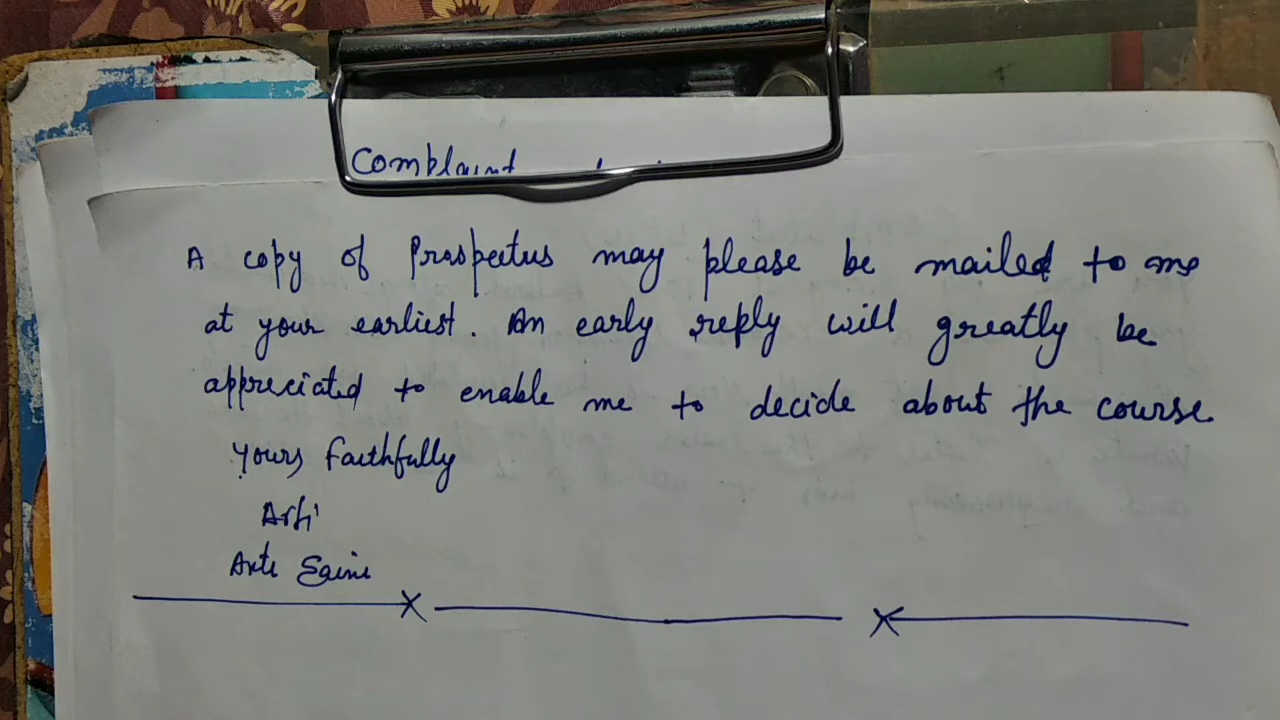 Complaint
A copy of Prospectus may please be mailed to me
at your earliest. An early reply will greatly be
appreciated to enable me to decide about the course
Yours Faithfully
Arti
Arti Saini